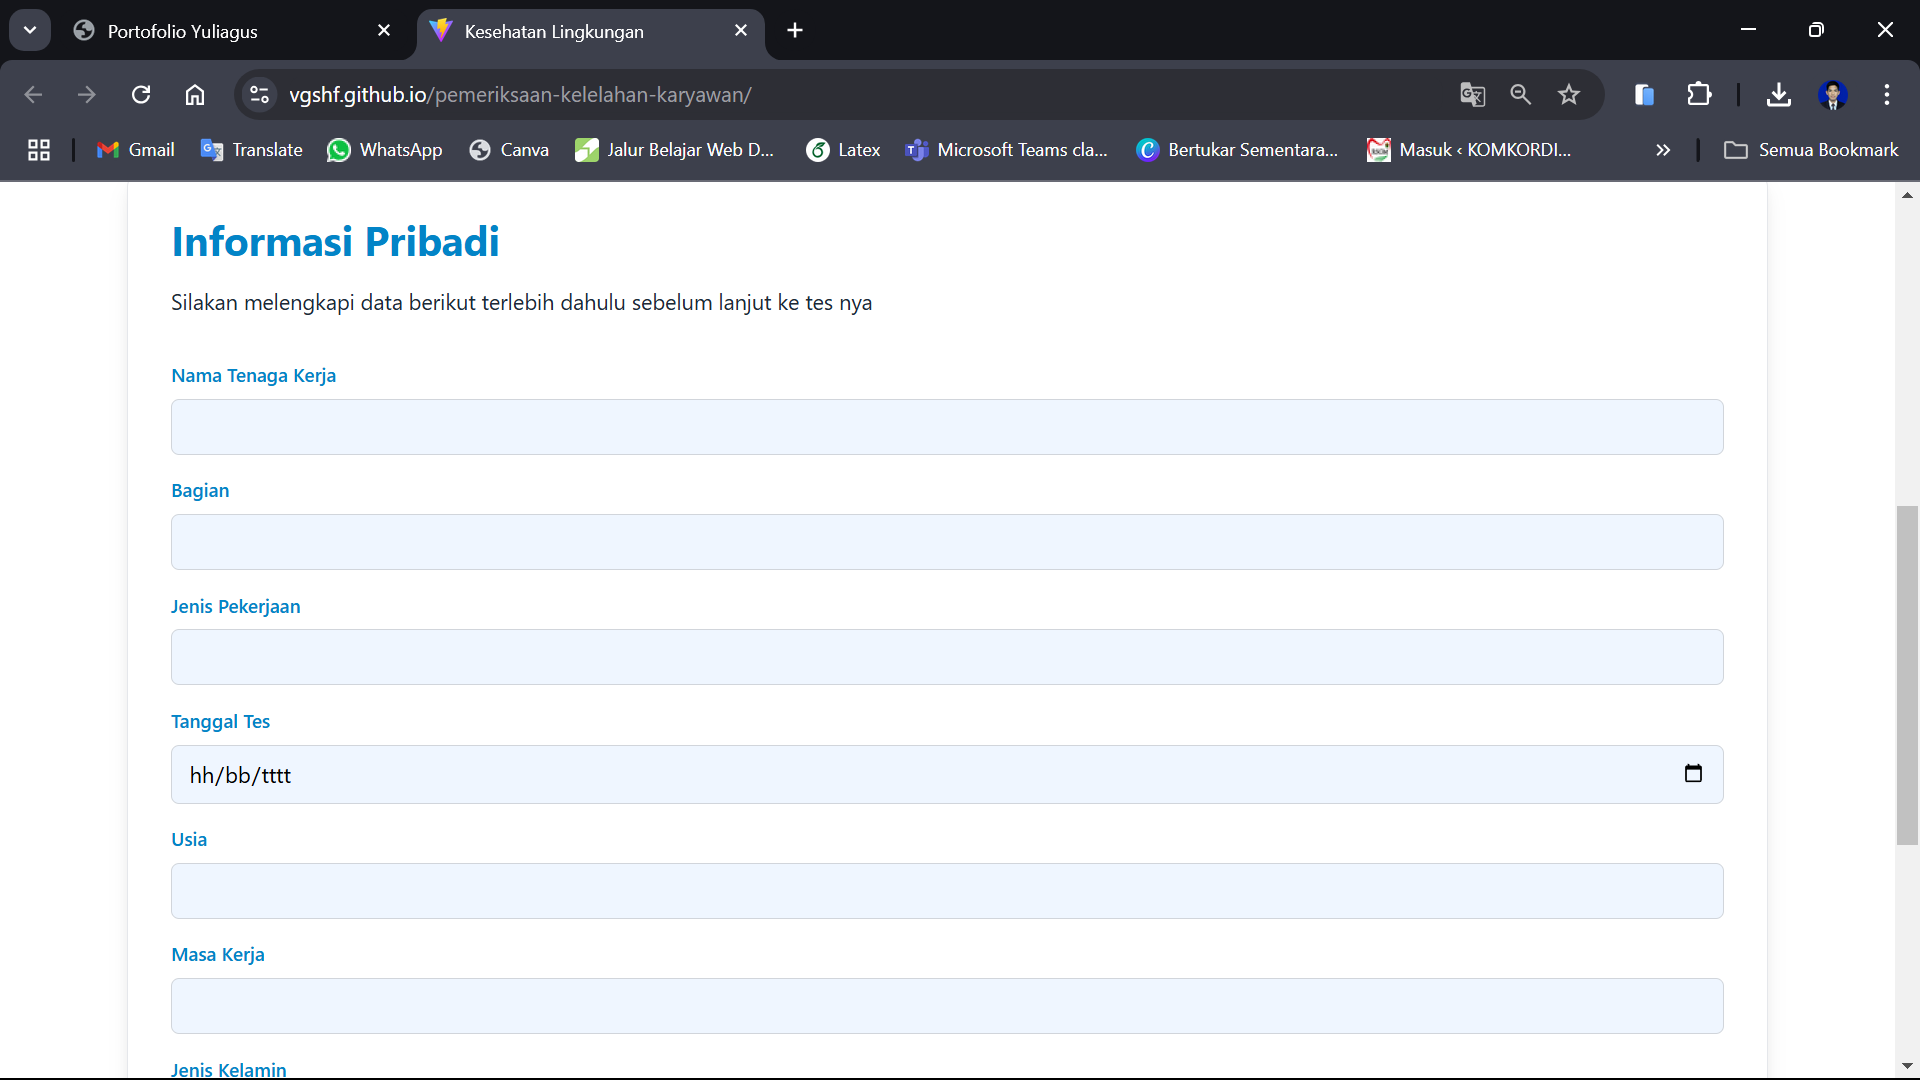 Portofolio Yuliagus
Kesehatan Lingkungan
vgshf.github.io/pemeriksaan-kelelahan-karyawan/
Gmail
Translate
WhatsApp
Canva
Jalur Belajar Web D...
Latex
Microsoft Teams cla...
Bertukar Sementara...
Masuk ‹ KOMKORDI...
Semua Bookmark
Informasi Pribadi
Silakan melengkapi data berikut terlebih dahulu sebelum lanjut ke tes nya
Nama Tenaga Kerja
Bagian
Jenis Pekerjaan
Tanggal Tes
hh/bb/tttt
Usia
Masa Kerja
Jenis Kelamin